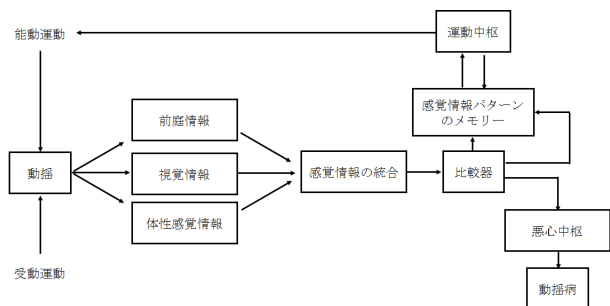 能動運動
運動中枢
感覚情報パターン
のメモリー
前庭情報
動揺
視覚情報
感覚情報の統合
比較器
体性感覚情報
悪心中枢
受動運動
動揺病